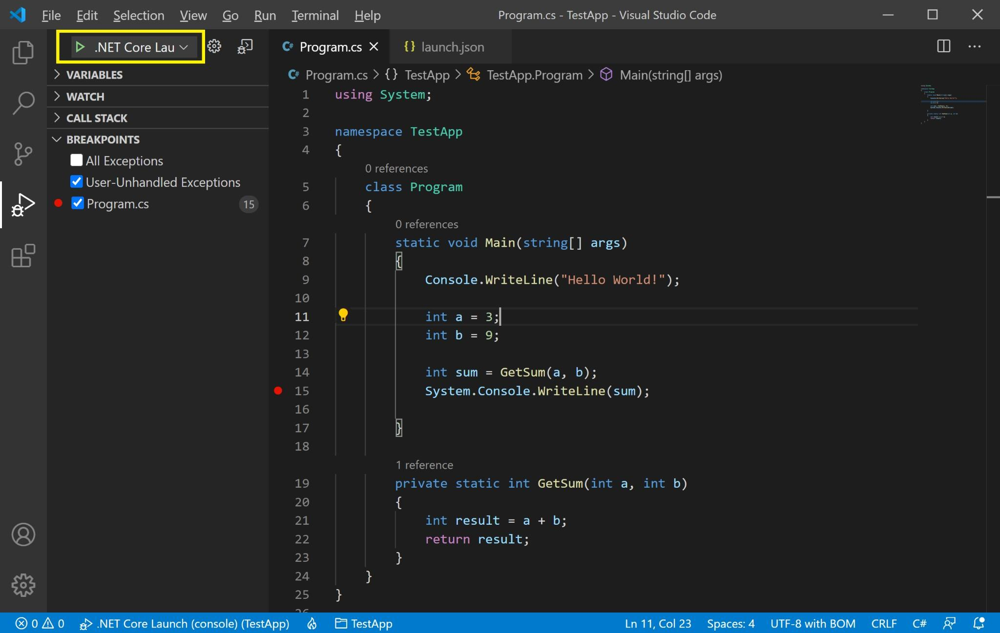 File Edit Selection View Go Run Terminal Help Program.cs - TestApp - Visual Studio Code
.NET Core Lau
VARIABLES
WATCH
CALL STACK
BREAKPOINTS
All Exceptions
User-Unhandled Exceptions
Program.cs 15
C# Program.cs {} launch.json
C# Program.cs > {} TestApp > TestApp.Program > Main(string[] args)
1 using System;
2
3 namespace TestApp
4 {
0 references
5 class Program
6 {
0 references
7 static void Main(string[] args)
8 {
9 Console.WriteLine("Hello World!");
10
11 int a = 3;
12 int b = 9;
13
14 int sum = GetSum(a, b);
15 System.Console.WriteLine(sum);
16
17 }
18
1 reference
19 private static int GetSum(int a, int b)
20 {
21 int result = a + b;
22 return result;
23 }
24 }
25 }
0 0 .NET Core Launch (console) (TestApp) TestApp Ln 11, Col 23 Spaces: 4 UTF-8 with BOM CRLF C#